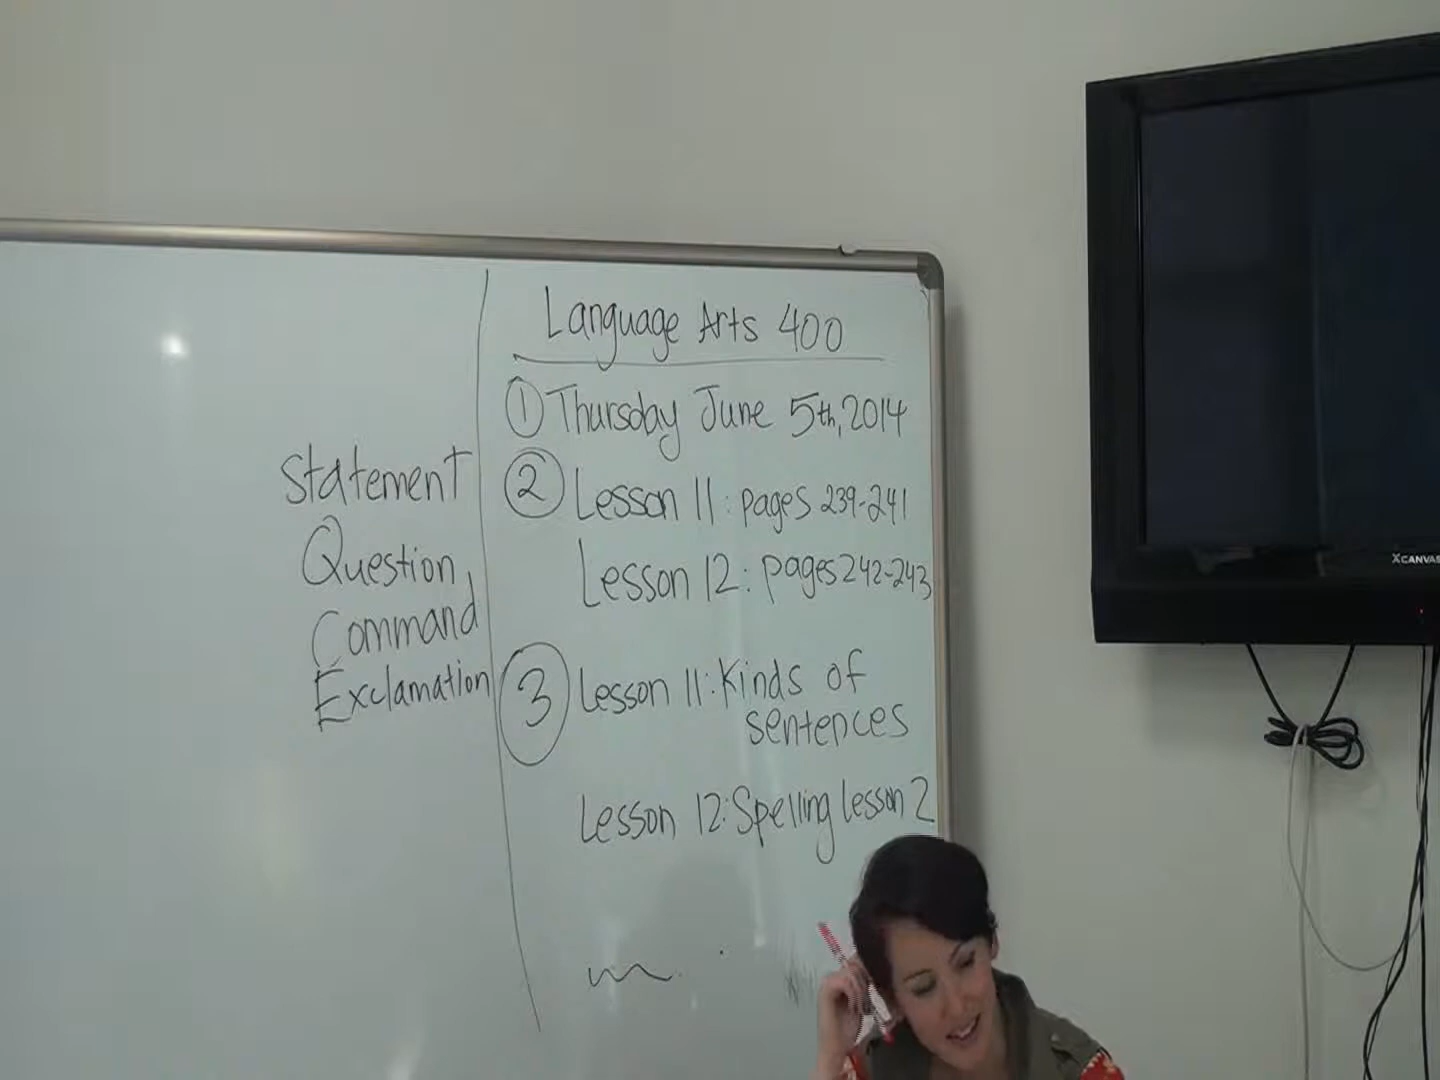 Language Arts 400
① Thursday June 5th, 2014
② Lesson 11: pages 239-241
Lesson 12: pages 242-243
③ Lesson 11: Kinds of
sentences
Lesson 12: Spelling lesson 2
Statement
Question
Command
Exclamation
XCANVAS